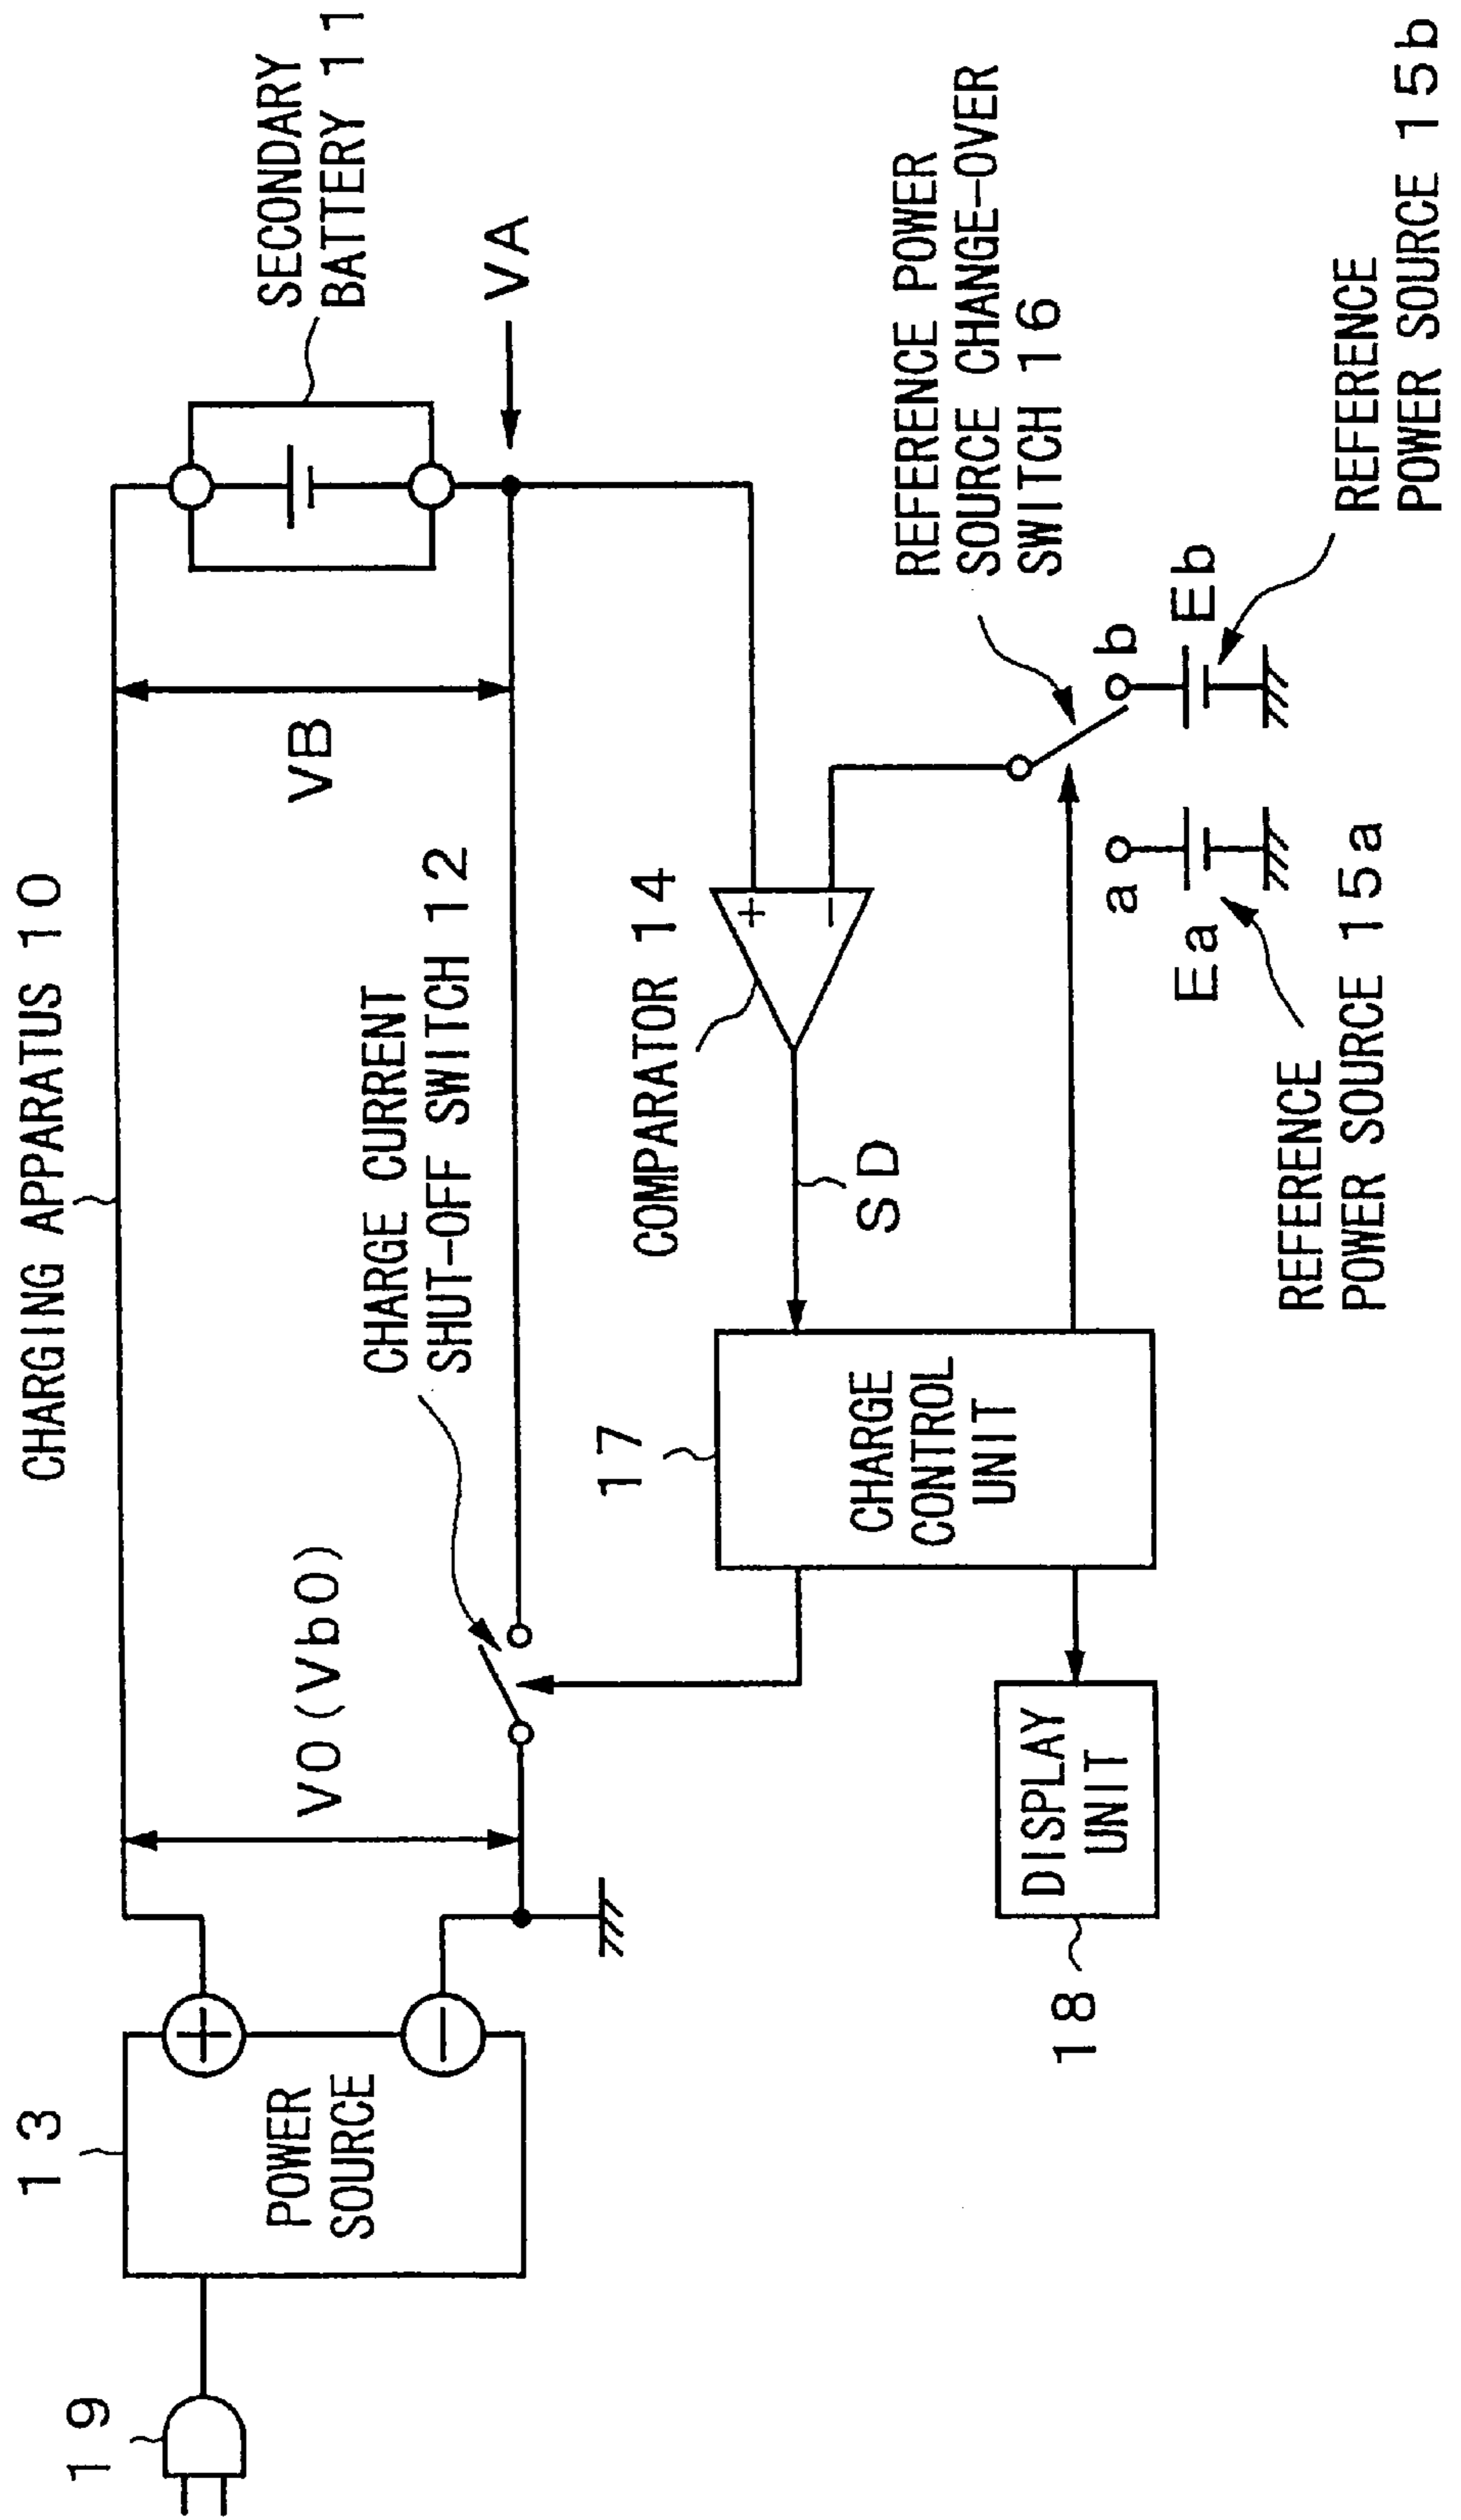 CHARGING APPARATUS 10
13
19
POWER
SOURCE
V0(Vb0)
CHARGE CURRENT
SHUT-OFF SWITCH 12
VB
SECONDARY
BATTERY 11
VA
17
CHARGE
CONTROL
UNIT
COMPARATOR 14
+
−
SD
REFERENCE POWER
SOURCE CHANGE-OVER
SWITCH 16
18
DISPLAY
UNIT
a
b
Ea
Eb
REFERENCE
POWER SOURCE 15a
REFERENCE
POWER SOURCE 15b